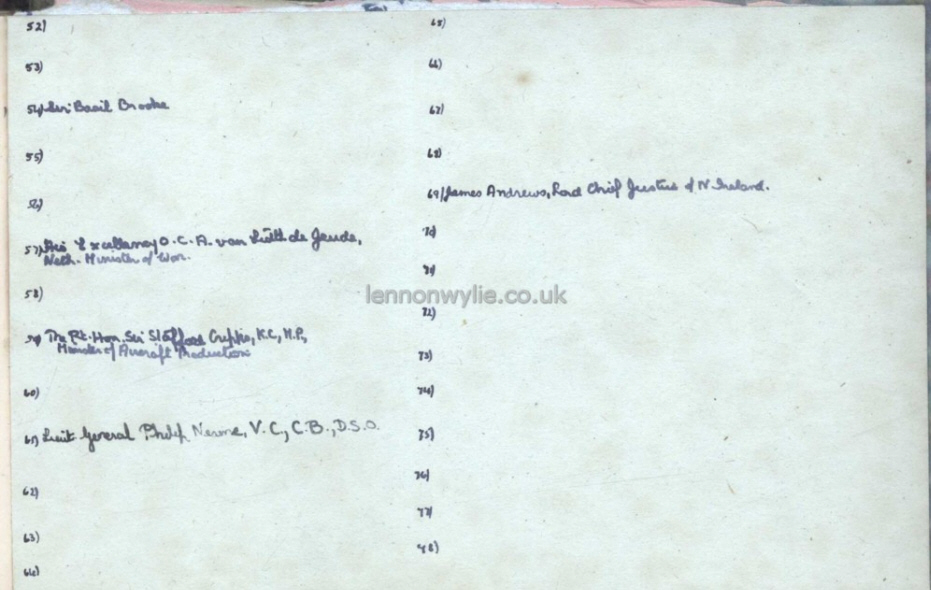 52)
53)
54) Sir Basil Brooke
55)
56)
57) His Excellency O. C. A. van Lidth de Jeude,
Neth. Minister of War.
58)
59) The Rt. Hon. Sir Stafford Cripps, K.C, M.P,
Minister of Aircraft Production
60)
61) Lieut General Philip Neame, V.C, C.B., D.S.O.
62)
63)
64)
65)
66)
67)
68)
69) James Andrews, Lord Chief Justus of N Ireland.
70)
71)
72)
73)
74)
75)
76)
77)
78)
lennonwylie.co.uk